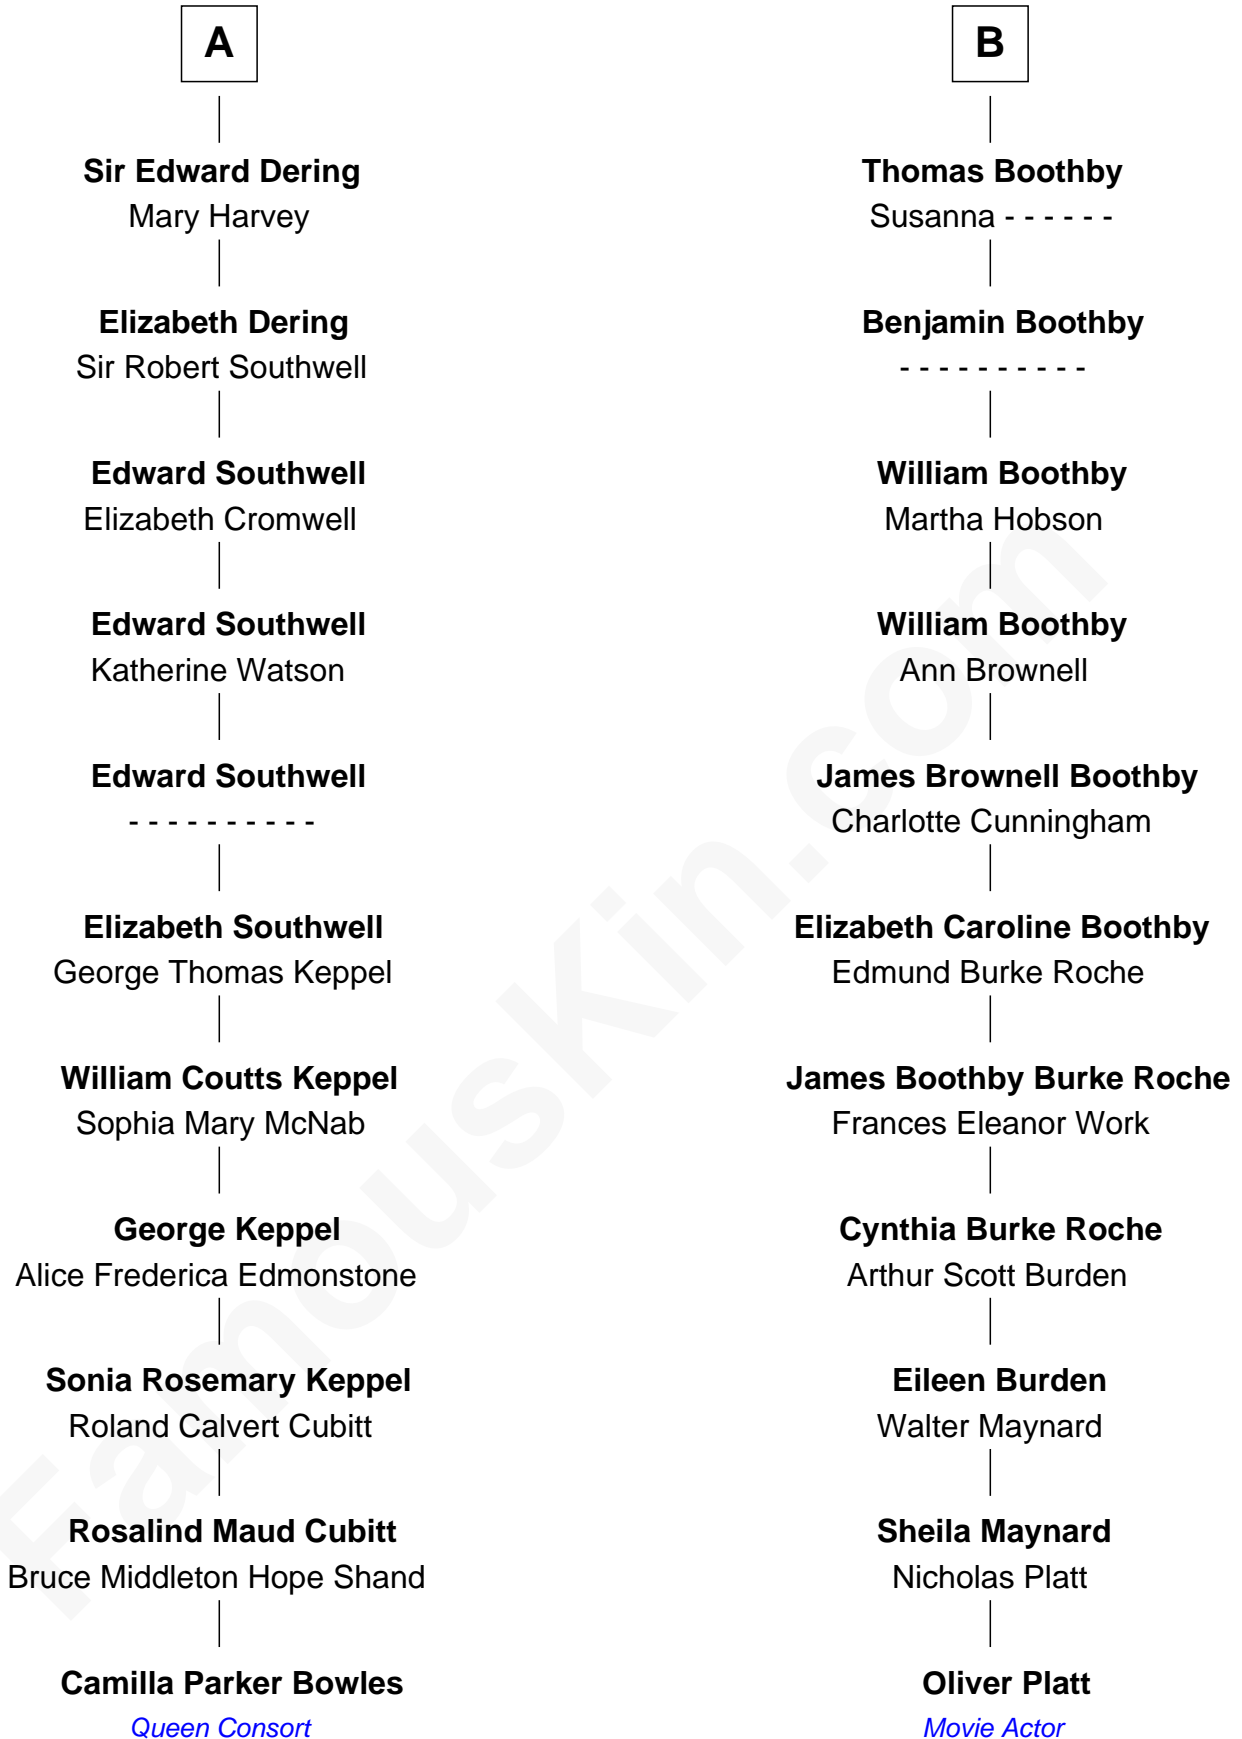 A
Sir Edward Dering
Mary Harvey
Elizabeth Dering
Sir Robert Southwell
Edward Southwell
Elizabeth Cromwell
Edward Southwell
Katherine Watson
Edward Southwell
- - - - - - - - - -
Elizabeth Southwell
George Thomas Keppel
William Coutts Keppel
Sophia Mary McNab
George Keppel
Alice Frederica Edmonstone
Sonia Rosemary Keppel
Roland Calvert Cubitt
Rosalind Maud Cubitt
Bruce Middleton Hope Shand
Camilla Parker Bowles
Queen Consort
B
Thomas Boothby
Susanna - - - - - -
Benjamin Boothby
- - - - - - - - - -
William Boothby
Martha Hobson
William Boothby
Ann Brownell
James Brownell Boothby
Charlotte Cunningham
Elizabeth Caroline Boothby
Edmund Burke Roche
James Boothby Burke Roche
Frances Eleanor Work
Cynthia Burke Roche
Arthur Scott Burden
Eileen Burden
Walter Maynard
Sheila Maynard
Nicholas Platt
Oliver Platt
Movie Actor
FamousKin.com